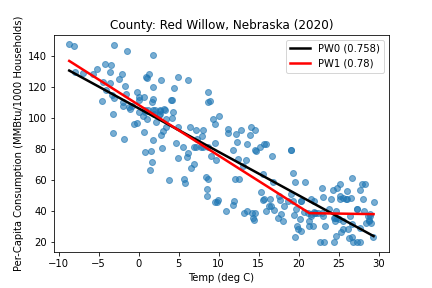 County: Red Willow, Nebraska (2020)
PW0 (0.758)
PW1 (0.78)
Per-Capita Consumption (MMBtu/1000 Households)
140
120
100
80
60
40
20
−10 −5 0 5 10 15 20 25 30
Temp (deg C)